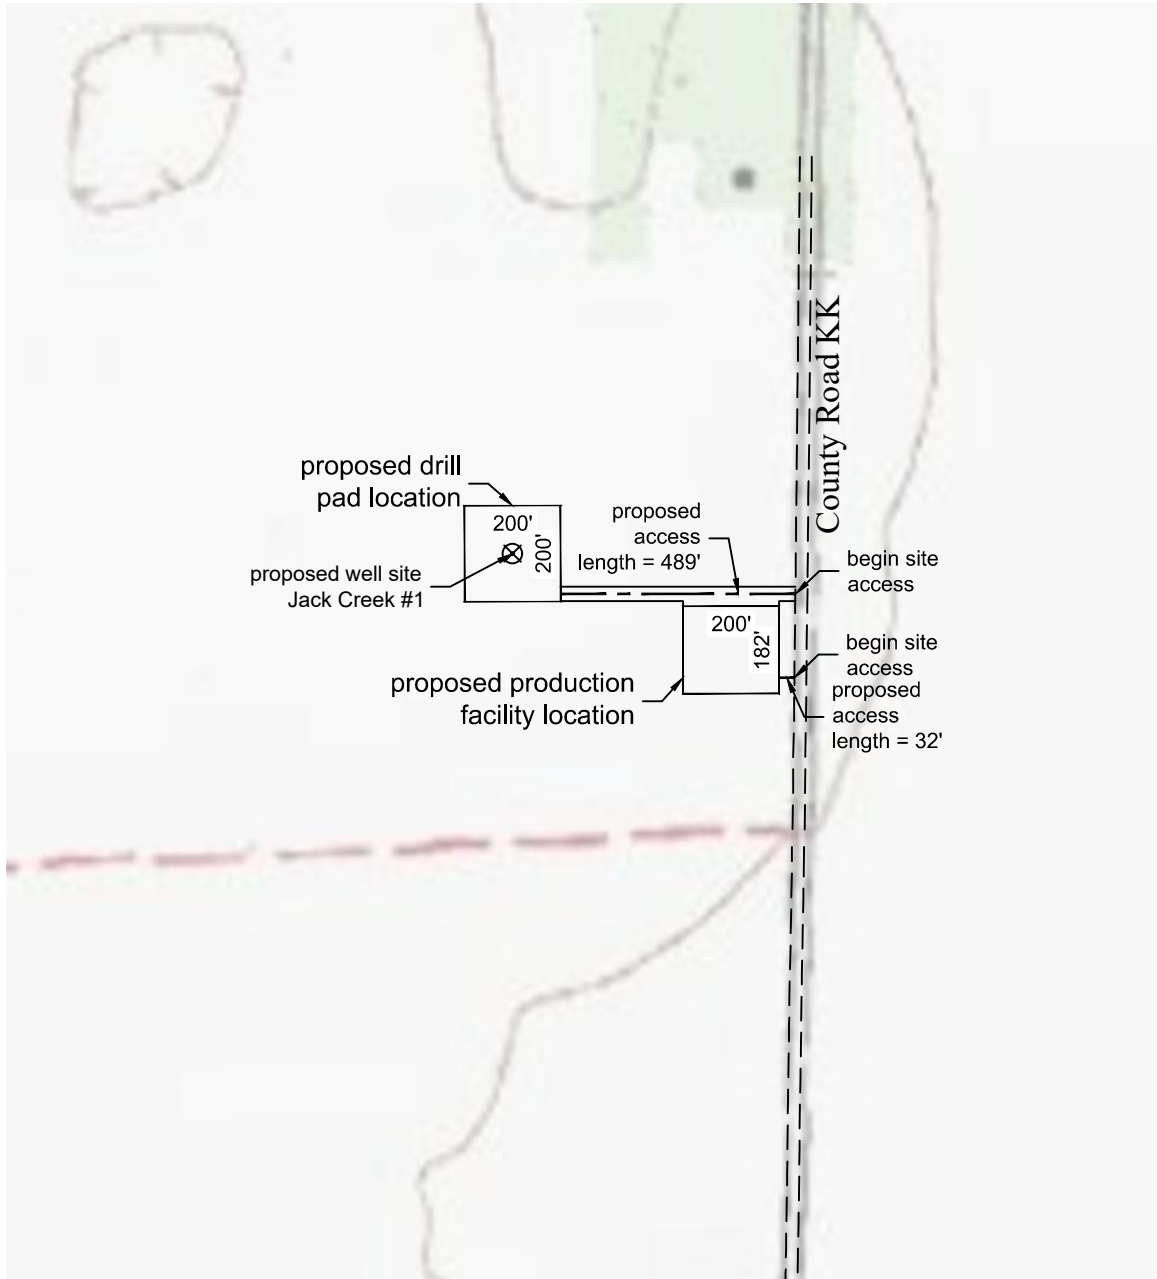 County Road KK
proposed drill
pad location
200'
200'
proposed
access
length = 489'
begin site
access
proposed well site
Jack Creek #1
200'
182'
begin site
access
proposed production
facility location
proposed
access
length = 32'